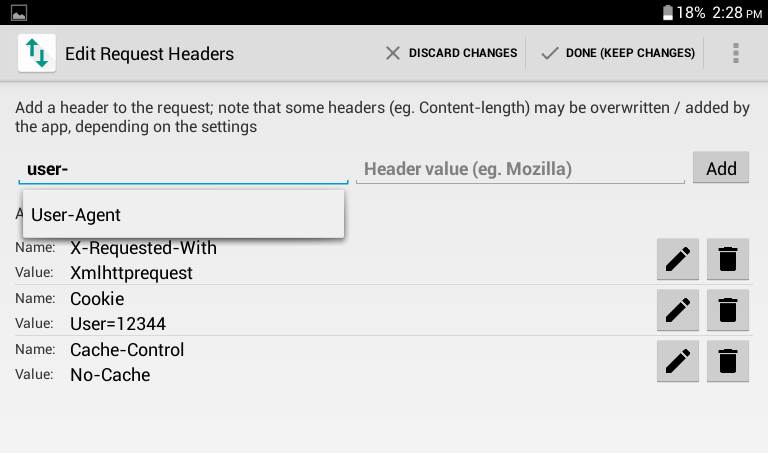 18% 2:28 PM
Edit Request Headers
DISCARD CHANGES
DONE (KEEP CHANGES)
Add a header to the request; note that some headers (eg. Content-length) may be overwritten / added by
the app, depending on the settings
user-
Header value (eg. Mozilla)
Add
User-Agent
Name: X-Requested-With
Value: Xmlhttprequest
Name: Cookie
Value: User=12344
Name: Cache-Control
Value: No-Cache